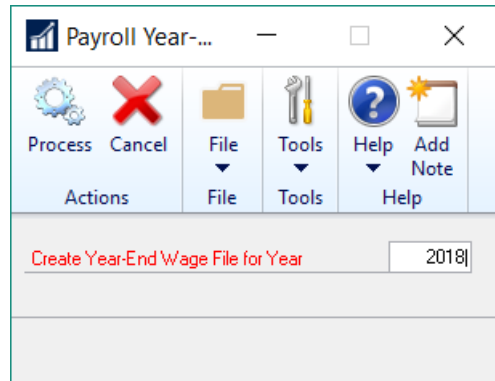 Payroll Year-...
Process Cancel File Tools Help Add Note
Actions File Tools Help
Create Year-End Wage File for Year 2018